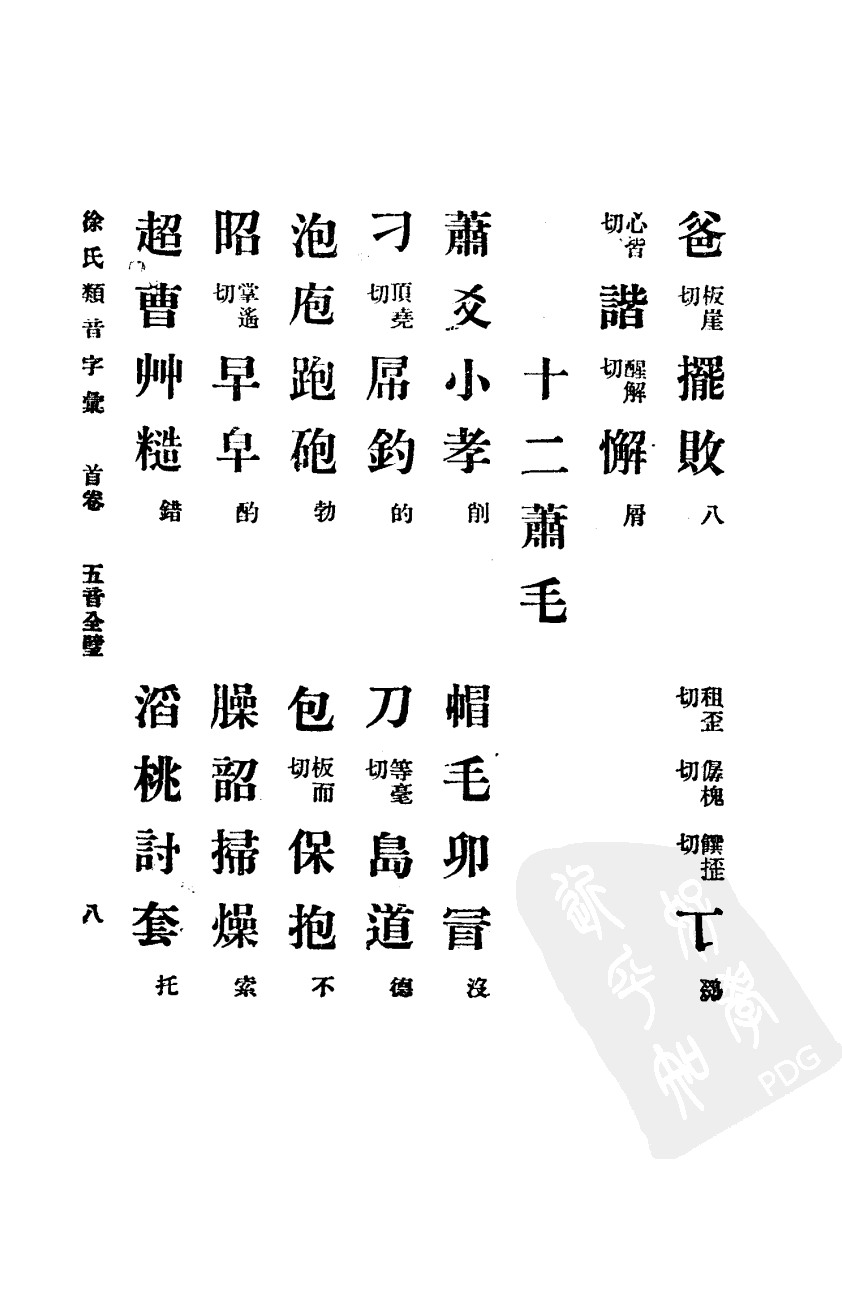 爸 板崖切 擺 敗 八
租歪切 孱槐切 饌捱切
心皆切 諧 醒解切 懈 屑
十二蕭毛
蕭 爻 小 孝 削
帽 毛 卯 冒 沒
刁 頂堯切 屌 釣 的
刀 等毫切 島 道 德
泡 庖 跑 砲 勃
包 板而切 保 抱 不
昭 掌遙切 早 皁 酌
臊 韶 掃 燥 索
超 曹 艸 糙 錯
滔 桃 討 套 托
徐氏類音字彙 首卷 五音全璧 八
PDG